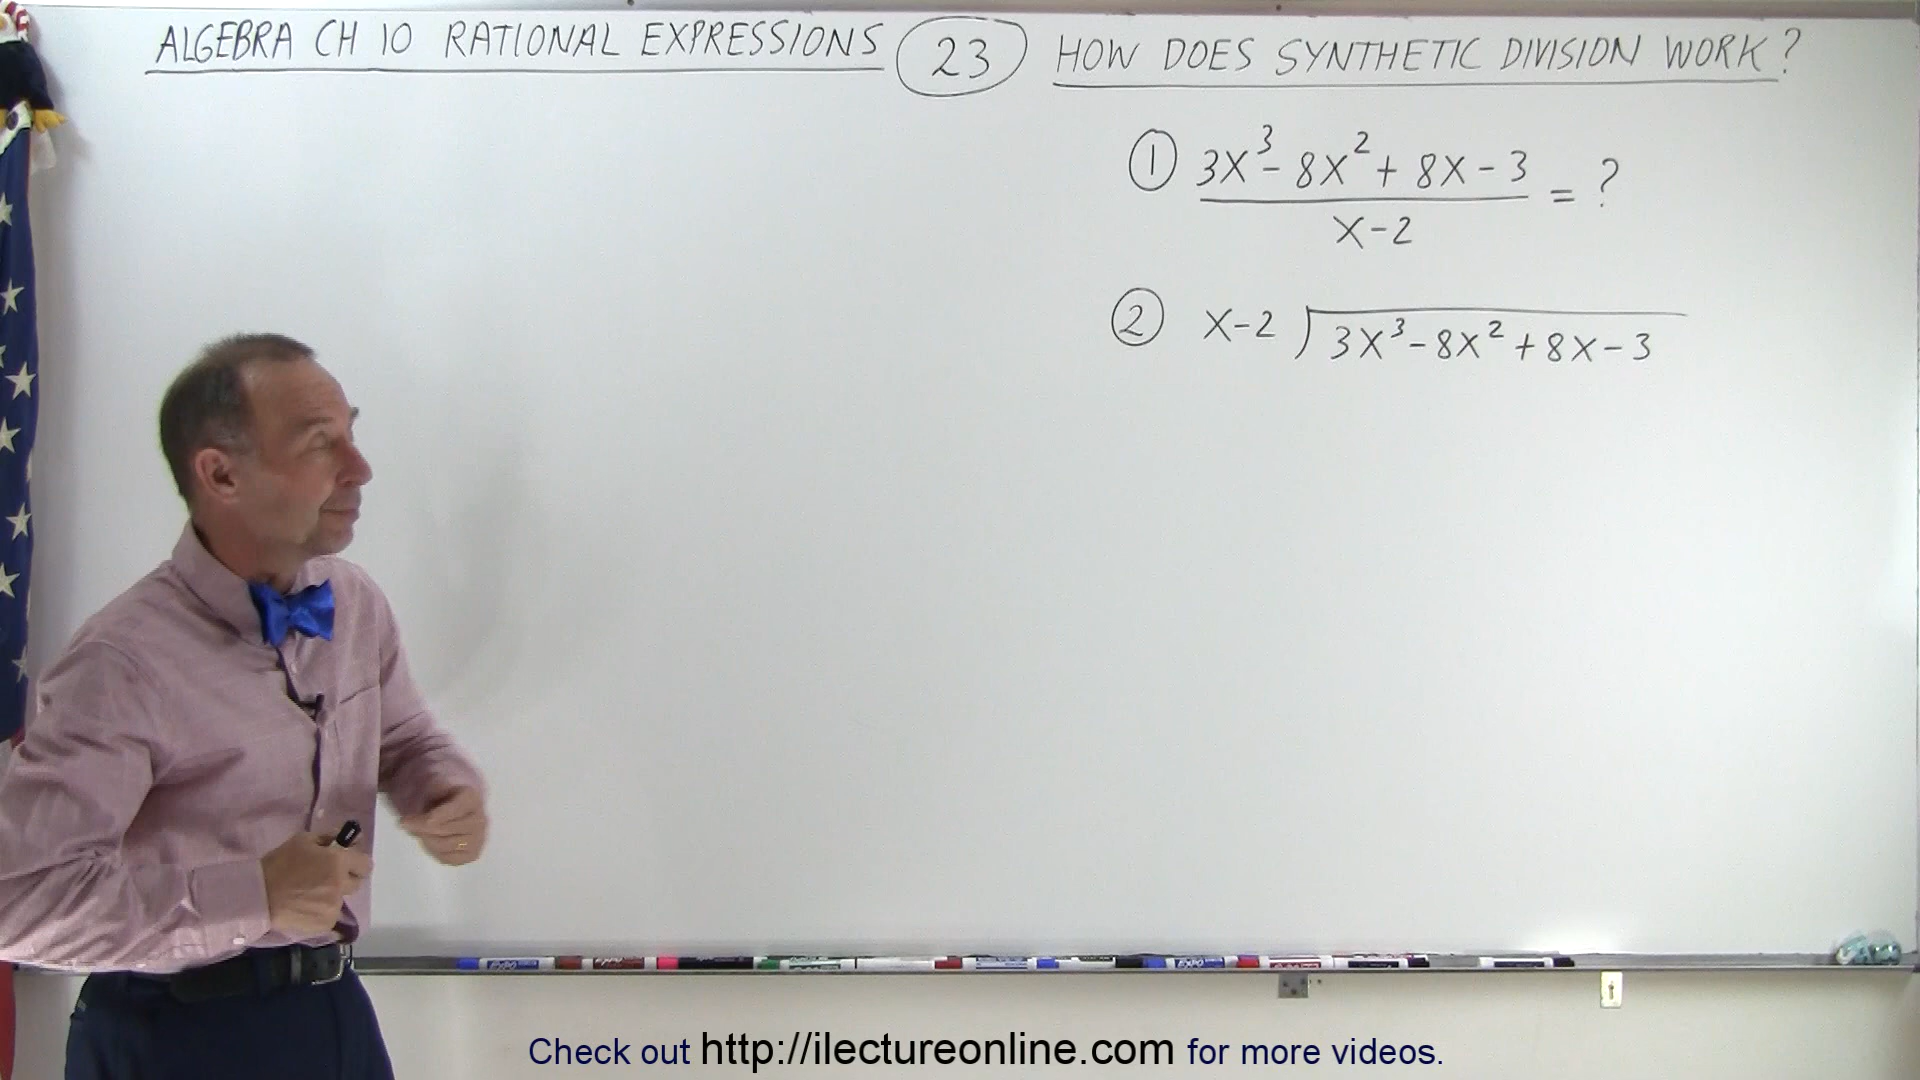 ALGEBRA CH 10 RATIONAL EXPRESSIONS 23 HOW DOES SYNTHETIC DIVISION WORK?
① 3X³ - 8X² + 8X - 3 = ?
X - 2
② X - 2 ) 3X³ - 8X² + 8X - 3
Check out http://ilectureonline.com for more videos.